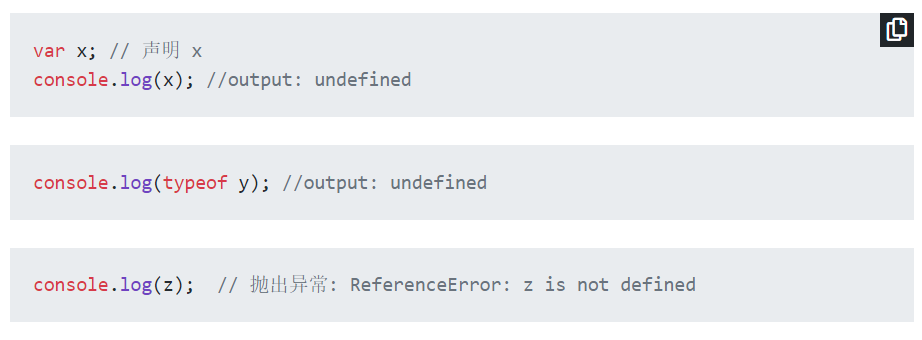 var x; // 声明 x
console.log(x); //output: undefined
console.log(typeof y); //output: undefined
console.log(z);  // 抛出异常: ReferenceError: z is not defined